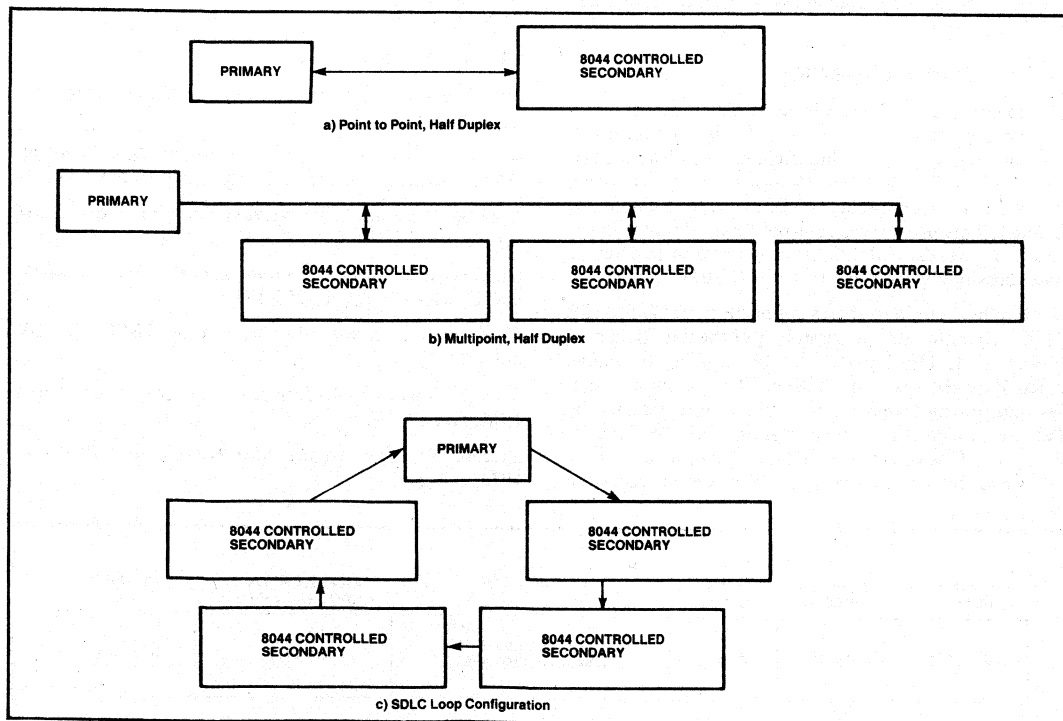 PRIMARY
8044 CONTROLLED
SECONDARY
a) Point to Point, Half Duplex
PRIMARY
8044 CONTROLLED
SECONDARY
8044 CONTROLLED
SECONDARY
8044 CONTROLLED
SECONDARY
b) Multipoint, Half Duplex
PRIMARY
8044 CONTROLLED
SECONDARY
8044 CONTROLLED
SECONDARY
8044 CONTROLLED
SECONDARY
8044 CONTROLLED
SECONDARY
c) SDLC Loop Configuration